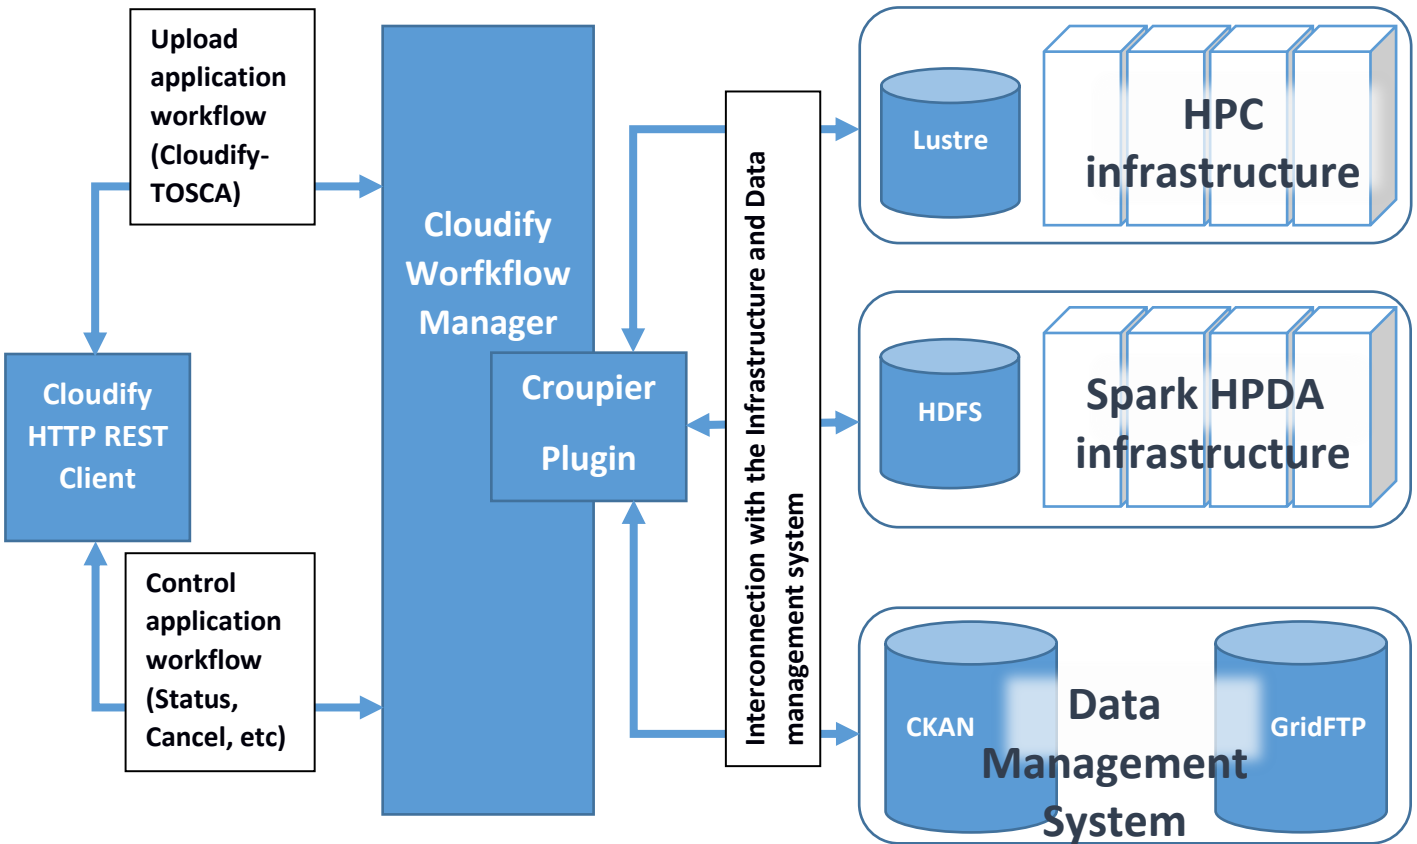 Upload
application
workflow
(Cloudify-
TOSCA)
Cloudify
HTTP REST
Client
Control
application
workflow
(Status,
Cancel, etc)
Cloudify
Worfkflow
Manager
Croupier
Plugin
Interconnection with the Infrastructure and Data
management system
Lustre
HPC
infrastructure
HDFS
Spark HPDA
infrastructure
CKAN
Data
Management
System
GridFTP